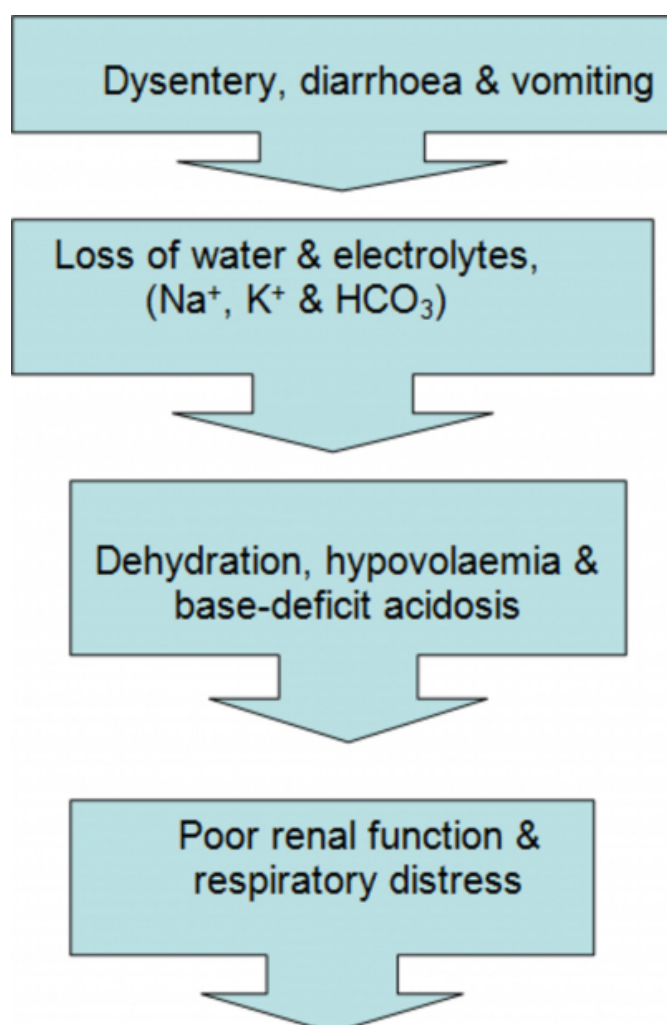 Dysentery, diarrhoea & vomiting
Loss of water & electrolytes,
(Na⁺, K⁺ & HCO₃)
Dehydration, hypovolaemia &
base-deficit acidosis
Poor renal function &
respiratory distress